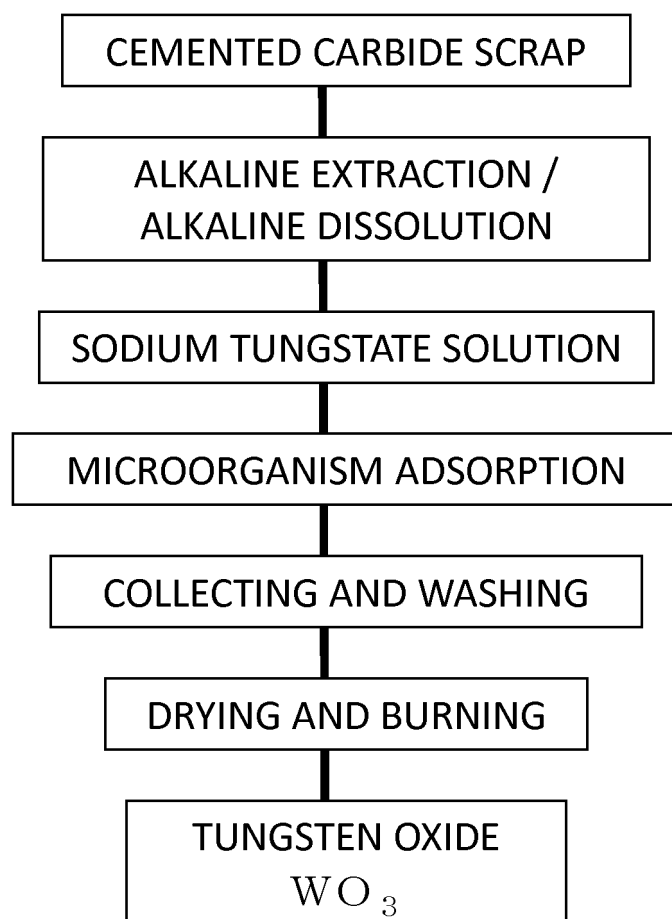 CEMENTED CARBIDE SCRAP
ALKALINE EXTRACTION /
ALKALINE DISSOLUTION
SODIUM TUNGSTATE SOLUTION
MICROORGANISM ADSORPTION
COLLECTING AND WASHING
DRYING AND BURNING
TUNGSTEN OXIDE
WO₃